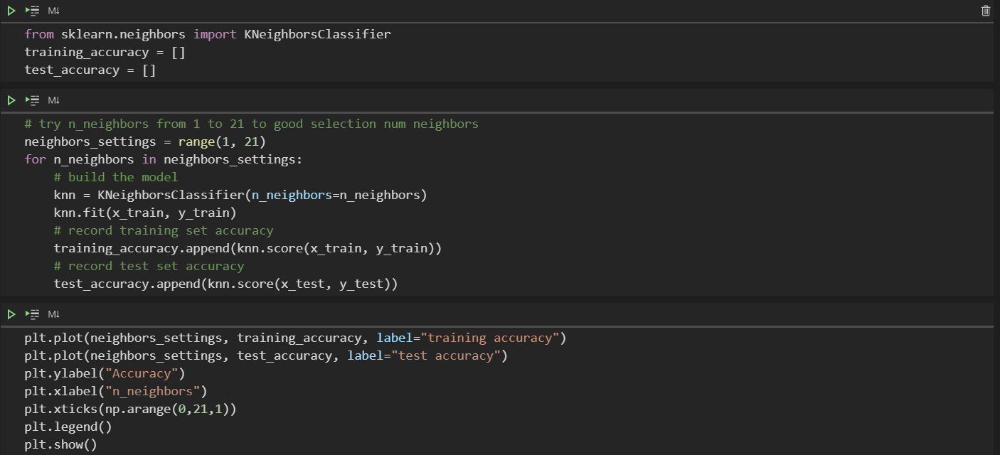 M↓
from sklearn.neighbors import KNeighborsClassifier
training_accuracy = []
test_accuracy = []
M↓
# try n_neighbors from 1 to 21 to good selection num neighbors
neighbors_settings = range(1, 21)
for n_neighbors in neighbors_settings:
    # build the model
    knn = KNeighborsClassifier(n_neighbors=n_neighbors)
    knn.fit(x_train, y_train)
    # record training set accuracy
    training_accuracy.append(knn.score(x_train, y_train))
    # record test set accuracy
    test_accuracy.append(knn.score(x_test, y_test))
M↓
plt.plot(neighbors_settings, training_accuracy, label="training accuracy")
plt.plot(neighbors_settings, test_accuracy, label="test accuracy")
plt.ylabel("Accuracy")
plt.xlabel("n_neighbors")
plt.xticks(np.arange(0,21,1))
plt.legend()
plt.show()